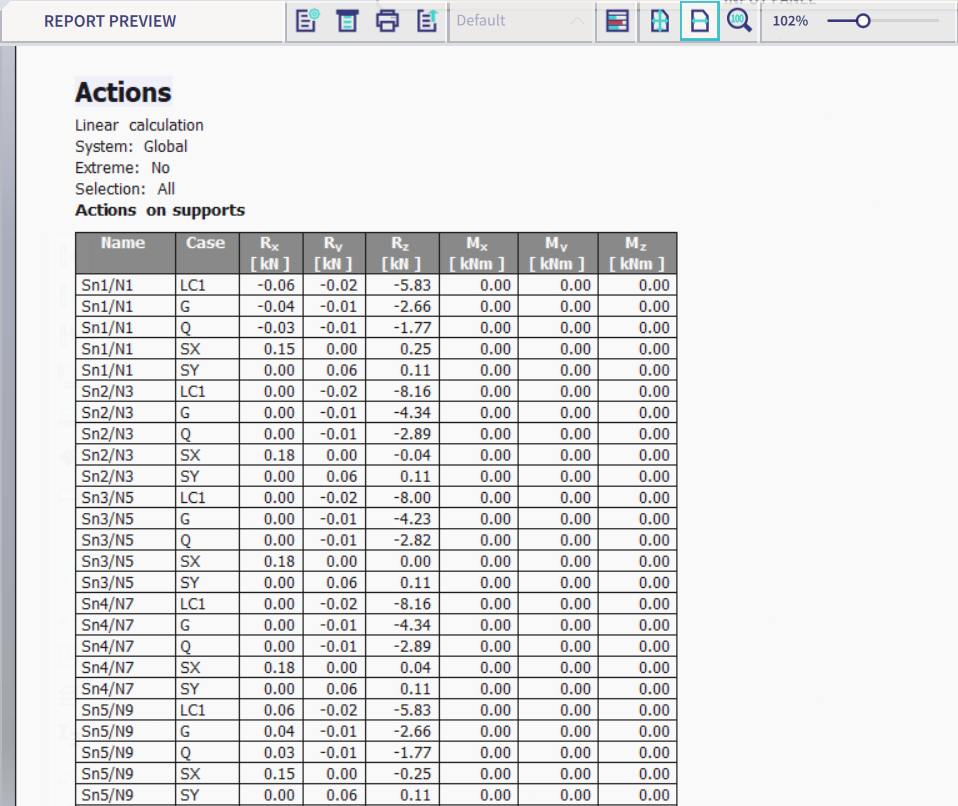 REPORT PREVIEW Default 100 102%
Actions
Linear calculation
System: Global
Extreme: No
Selection: All
Actions on supports
Name Case Rx Ry Rz Mx My Mz
[ kN ] [kN ] [kN ] [ kNm ] [ kNm ] [ kNm ]
Sn1/N1 LC1 -0.06 -0.02 -5.83 0.00 0.00 0.00
Sn1/N1 G -0.04 -0.01 -2.66 0.00 0.00 0.00
Sn1/N1 Q -0.03 -0.01 -1.77 0.00 0.00 0.00
Sn1/N1 SX 0.15 0.00 0.25 0.00 0.00 0.00
Sn1/N1 SY 0.00 0.06 0.11 0.00 0.00 0.00
Sn2/N3 LC1 0.00 -0.02 -8.16 0.00 0.00 0.00
Sn2/N3 G 0.00 -0.01 -4.34 0.00 0.00 0.00
Sn2/N3 Q 0.00 -0.01 -2.89 0.00 0.00 0.00
Sn2/N3 SX 0.18 0.00 -0.04 0.00 0.00 0.00
Sn2/N3 SY 0.00 0.06 0.11 0.00 0.00 0.00
Sn3/N5 LC1 0.00 -0.02 -8.00 0.00 0.00 0.00
Sn3/N5 G 0.00 -0.01 -4.23 0.00 0.00 0.00
Sn3/N5 Q 0.00 -0.01 -2.82 0.00 0.00 0.00
Sn3/N5 SX 0.18 0.00 0.00 0.00 0.00 0.00
Sn3/N5 SY 0.00 0.06 0.11 0.00 0.00 0.00
Sn4/N7 LC1 0.00 -0.02 -8.16 0.00 0.00 0.00
Sn4/N7 G 0.00 -0.01 -4.34 0.00 0.00 0.00
Sn4/N7 Q 0.00 -0.01 -2.89 0.00 0.00 0.00
Sn4/N7 SX 0.18 0.00 0.04 0.00 0.00 0.00
Sn4/N7 SY 0.00 0.06 0.11 0.00 0.00 0.00
Sn5/N9 LC1 0.06 -0.02 -5.83 0.00 0.00 0.00
Sn5/N9 G 0.04 -0.01 -2.66 0.00 0.00 0.00
Sn5/N9 Q 0.03 -0.01 -1.77 0.00 0.00 0.00
Sn5/N9 SX 0.15 0.00 -0.25 0.00 0.00 0.00
Sn5/N9 SY 0.00 0.06 0.11 0.00 0.00 0.00